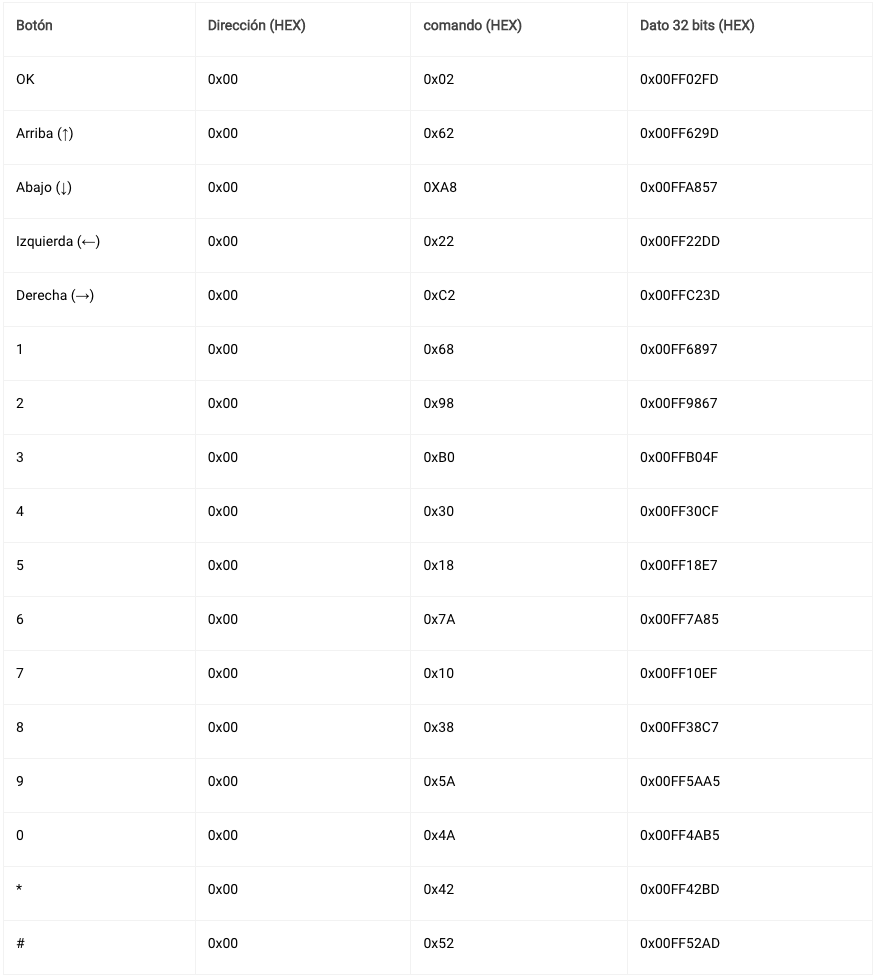 Botón Dirección (HEX) comando (HEX) Dato 32 bits (HEX)
OK 0x00 0x02 0x00FF02FD
Arriba (↑) 0x00 0x62 0x00FF629D
Abajo (↓) 0x00 0XA8 0x00FFA857
Izquierda (←) 0x00 0x22 0x00FF22DD
Derecha (→) 0x00 0xC2 0x00FFC23D
1 0x00 0x68 0x00FF6897
2 0x00 0x98 0x00FF9867
3 0x00 0xB0 0x00FFB04F
4 0x00 0x30 0x00FF30CF
5 0x00 0x18 0x00FF18E7
6 0x00 0x7A 0x00FF7A85
7 0x00 0x10 0x00FF10EF
8 0x00 0x38 0x00FF38C7
9 0x00 0x5A 0x00FF5AA5
0 0x00 0x4A 0x00FF4AB5
* 0x00 0x42 0x00FF42BD
# 0x00 0x52 0x00FF52AD